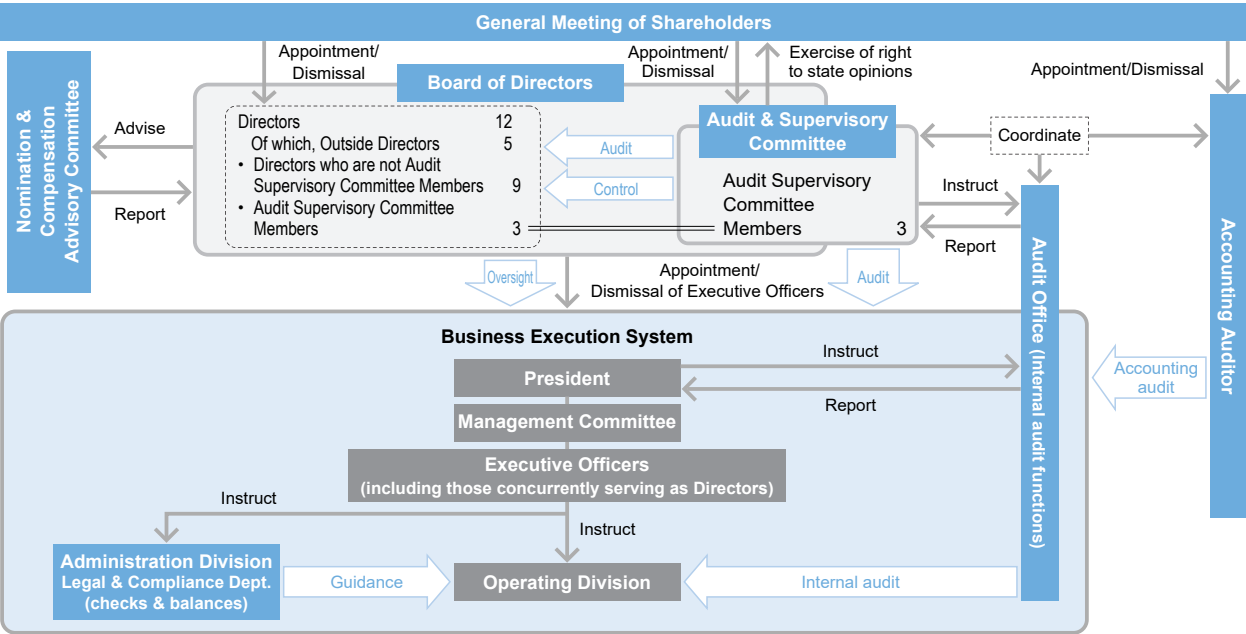 General Meeting of Shareholders
Appointment/
Dismissal
Appointment/
Dismissal
Exercise of right
to state opinions
Appointment/Dismissal
Nomination &
Compensation
Advisory Committee
Advise
Report
Board of Directors
Directors 12
Of which, Outside Directors 5
• Directors who are not Audit
Supervisory Committee Members 9
• Audit Supervisory Committee
Members 3
Audit
Control
Audit & Supervisory
Committee
Audit Supervisory
Committee
Members 3
Coordinate
Instruct
Report
Oversight
Appointment/
Dismissal of Executive Officers
Audit
Audit Office (Internal audit functions)
Accounting Auditor
Accounting
audit
Business Execution System
President
Instruct
Report
Management Committee
Executive Officers
(including those concurrently serving as Directors)
Instruct
Instruct
Administration Division
Legal & Compliance Dept.
(checks & balances)
Guidance
Operating Division
Internal audit